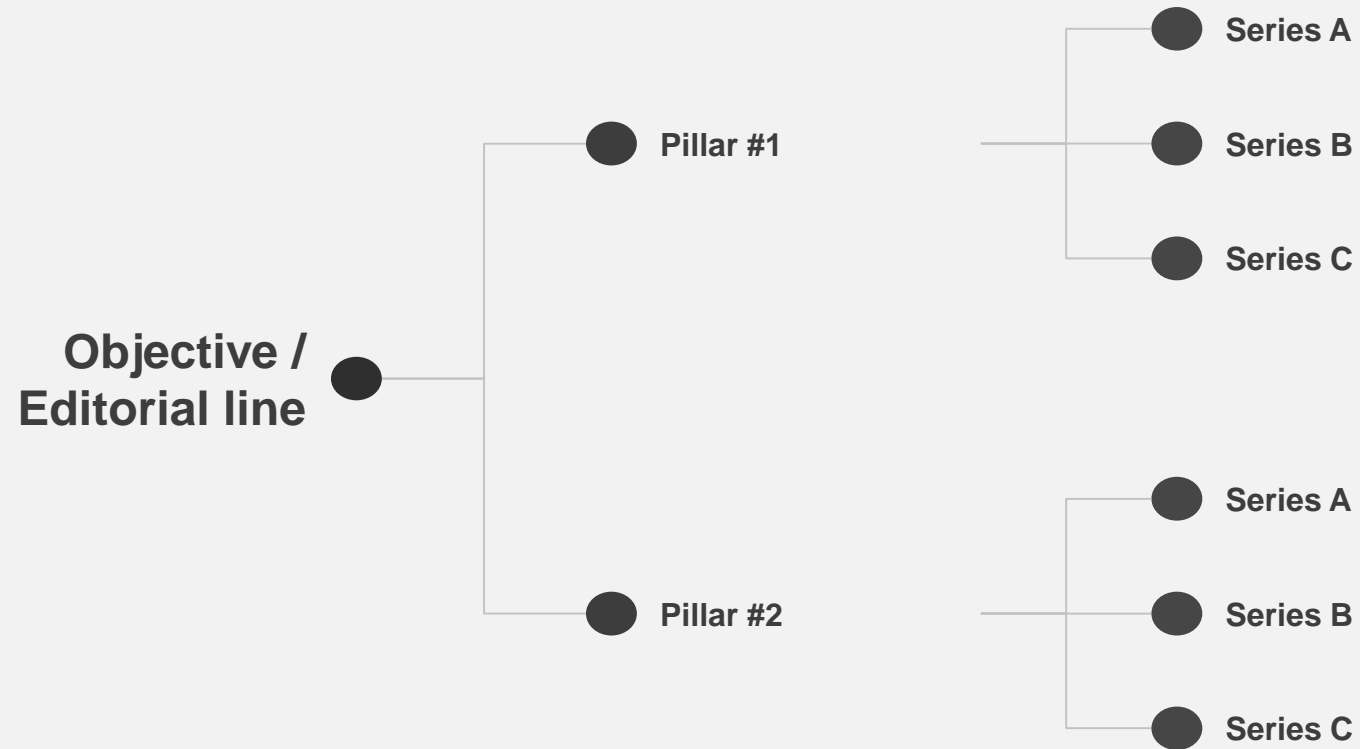 Objective /
Editorial line
Pillar #1
Series A
Series B
Series C
Pillar #2
Series A
Series B
Series C